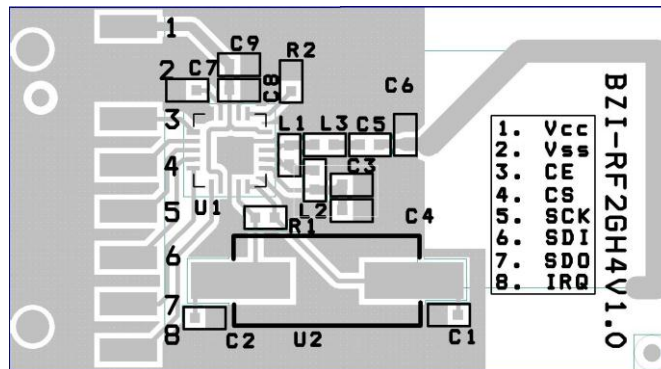 1
C9
R2
2
C7
C8
C6
3
L1
L3
C5
4
C3
L2
5
U1
R1
C4
6
7
8
C2
U2
C1
1. Vcc
2. Vss
3. CE
4. CS
5. SCK
6. SDI
7. SDO
8. IRQ
BZI-RF2GH4V1.0